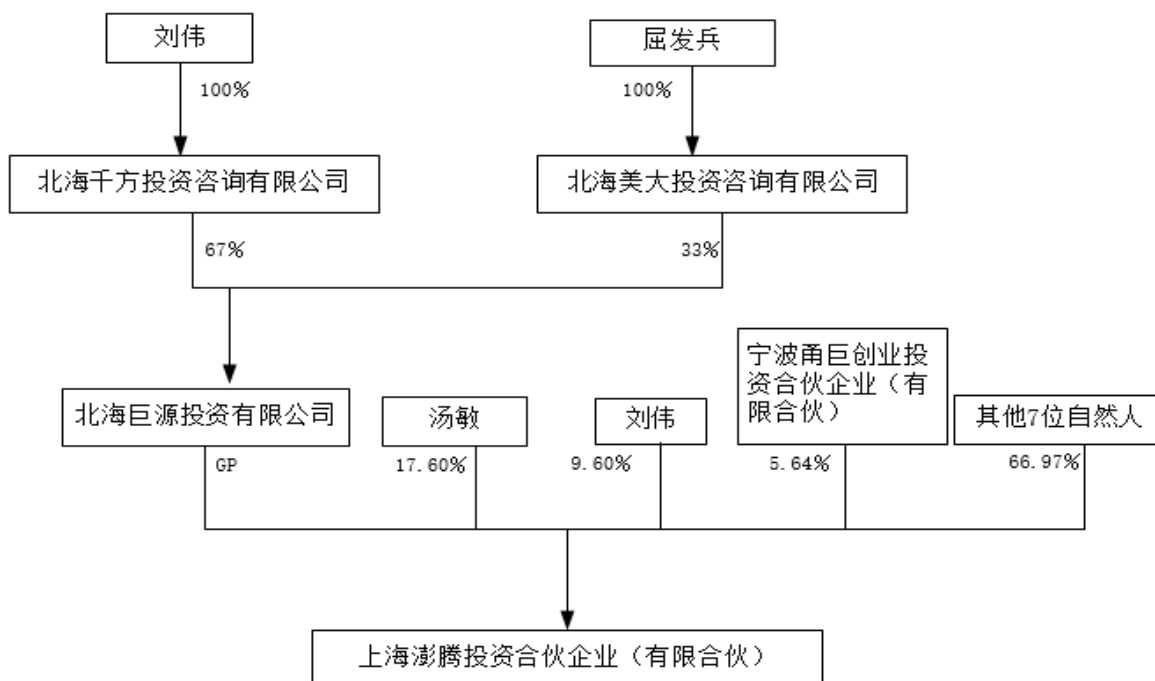 刘伟
屈发兵
100%
100%
北海千方投资咨询有限公司
北海美大投资咨询有限公司
67%
33%
北海巨源投资有限公司
汤敏
刘伟
宁波甬巨创业投
资合伙企业（有
限合伙）
其他7位自然人
GP
17.60%
9.60%
5.64%
66.97%
上海澎腾投资合伙企业（有限合伙）